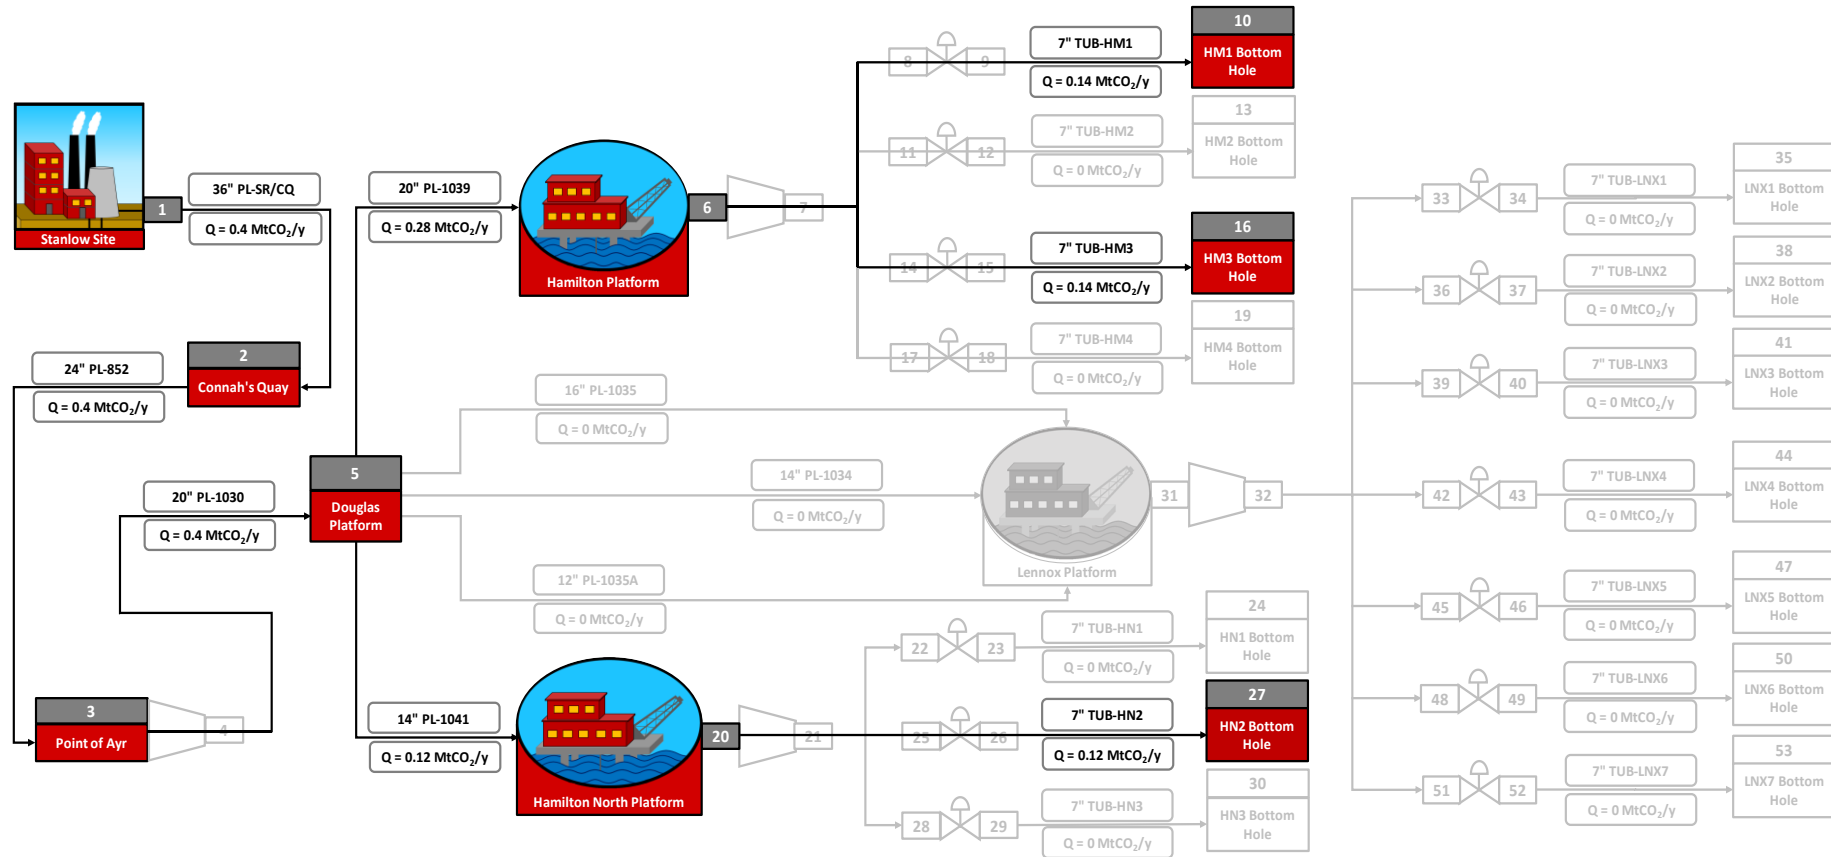 1
36" PL-SR/CQ
Q = 0.4 MtCO₂/y
Stanlow Site
2
Connah's Quay
24" PL-852
Q = 0.4 MtCO₂/y
3
Point of Ayr
4
20" PL-1030
Q = 0.4 MtCO₂/y
5
Douglas
Platform
20" PL-1039
Q = 0.28 MtCO₂/y
Hamilton Platform
6
7
8
9
7" TUB-HM1
Q = 0.14 MtCO₂/y
10
HM1 Bottom
Hole
11
12
7" TUB-HM2
Q = 0 MtCO₂/y
13
HM2 Bottom
Hole
14
15
7" TUB-HM3
Q = 0.14 MtCO₂/y
16
HM3 Bottom
Hole
17
18
7" TUB-HM4
Q = 0 MtCO₂/y
19
HM4 Bottom
Hole
16" PL-1035
Q = 0 MtCO₂/y
14" PL-1034
Q = 0 MtCO₂/y
12" PL-1035A
Q = 0 MtCO₂/y
Lennox Platform
31
32
14" PL-1041
Q = 0.12 MtCO₂/y
Hamilton North Platform
20
21
22
23
7" TUB-HN1
Q = 0 MtCO₂/y
24
HN1 Bottom
Hole
25
26
7" TUB-HN2
Q = 0.12 MtCO₂/y
27
HN2 Bottom
Hole
28
29
7" TUB-HN3
Q = 0 MtCO₂/y
30
HN3 Bottom
Hole
33
34
7" TUB-LNX1
Q = 0 MtCO₂/y
35
LNX1 Bottom
Hole
36
37
7" TUB-LNX2
Q = 0 MtCO₂/y
38
LNX2 Bottom
Hole
39
40
7" TUB-LNX3
Q = 0 MtCO₂/y
41
LNX3 Bottom
Hole
42
43
7" TUB-LNX4
Q = 0 MtCO₂/y
44
LNX4 Bottom
Hole
45
46
7" TUB-LNX5
Q = 0 MtCO₂/y
47
LNX5 Bottom
Hole
48
49
7" TUB-LNX6
Q = 0 MtCO₂/y
50
LNX6 Bottom
Hole
51
52
7" TUB-LNX7
Q = 0 MtCO₂/y
53
LNX7 Bottom
Hole